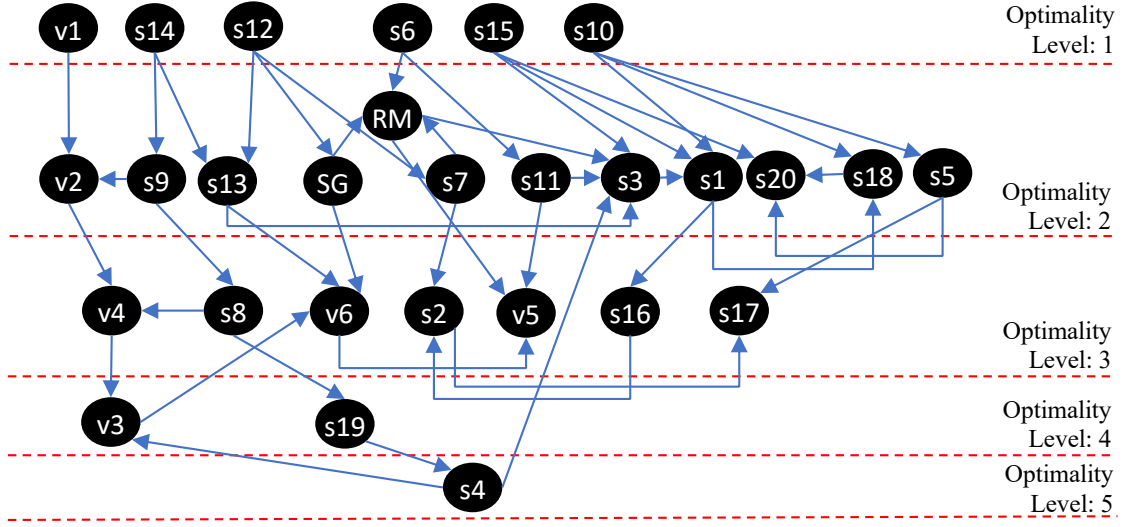 v1 s14 s12 s6 s15 s10 Optimality
Level: 1
RM
v2 s9 s13 SG s7 s11 s3 s1 s20 s18 s5 Optimality
Level: 2
v4 s8 v6 s2 v5 s16 s17 Optimality
Level: 3
v3 s19 Optimality
Level: 4
s4 Optimality
Level: 5